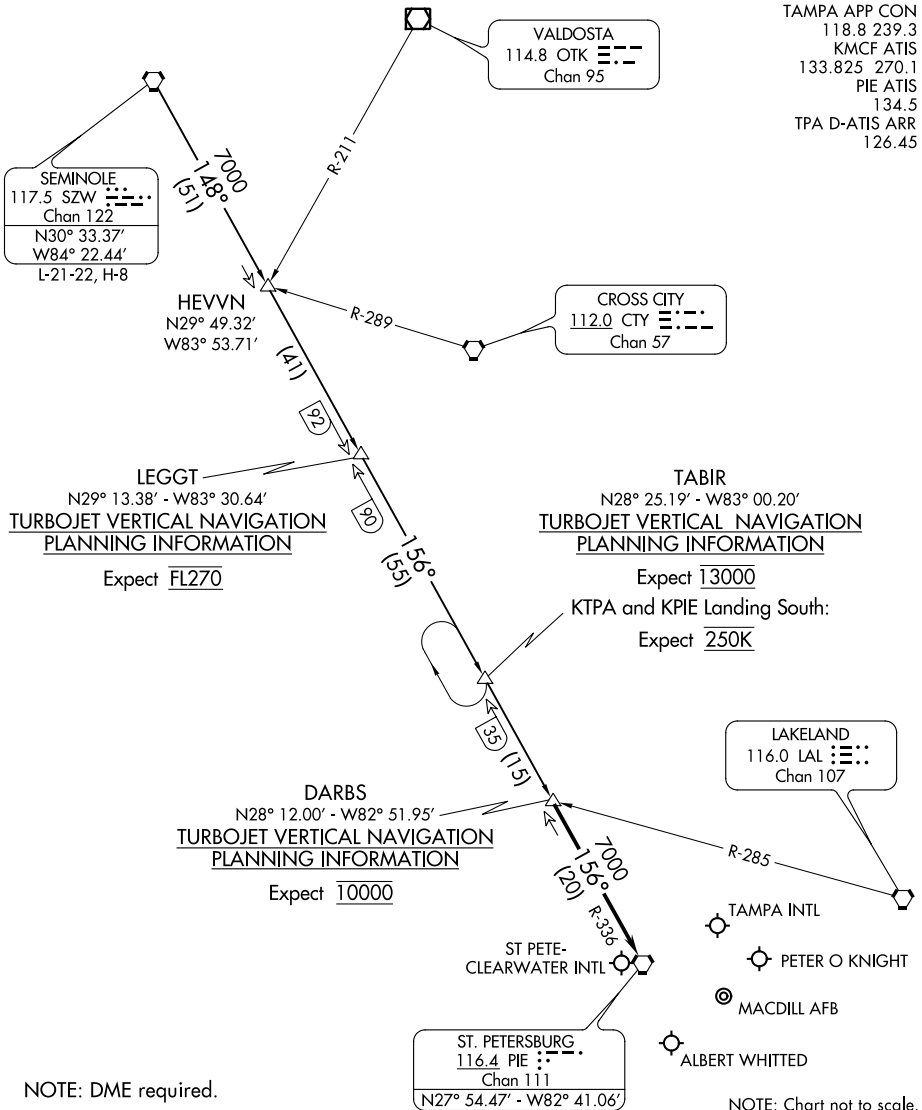 TAMPA APP CON
118.8 239.3
KMCF ATIS
133.825 270.1
PIE ATIS
134.5
TPA D-ATIS ARR
126.45
VALDOSTA
114.8 OTK
Chan 95
SEMINOLE
117.5 SZW
Chan 122
N30° 33.37'
W84° 22.44'
L-21-22, H-8
7000
148°
(51)
R-211
HEVVN
N29° 49.32'
W83° 53.71'
R-289
CROSS CITY
112.0 CTY
Chan 57
(41)
92
LEGGT
N29° 13.38' - W83° 30.64'
TURBOJET VERTICAL NAVIGATION
PLANNING INFORMATION
Expect FL270
90
156°
(55)
TABIR
N28° 25.19' - W83° 00.20'
TURBOJET VERTICAL NAVIGATION
PLANNING INFORMATION
Expect 13000
KTPA and KPIE Landing South:
Expect 250K
35
(15)
DARBS
N28° 12.00' - W82° 51.95'
TURBOJET VERTICAL NAVIGATION
PLANNING INFORMATION
Expect 10000
LAKELAND
116.0 LAL
Chan 107
R-285
7000
156°
(20)
R-336
TAMPA INTL
ST PETE-
CLEARWATER INTL
PETER O KNIGHT
MACDILL AFB
ALBERT WHITTED
ST. PETERSBURG
116.4 PIE
Chan 111
N27° 54.47' - W82° 41.06'
NOTE: DME required.
NOTE: Chart not to scale.